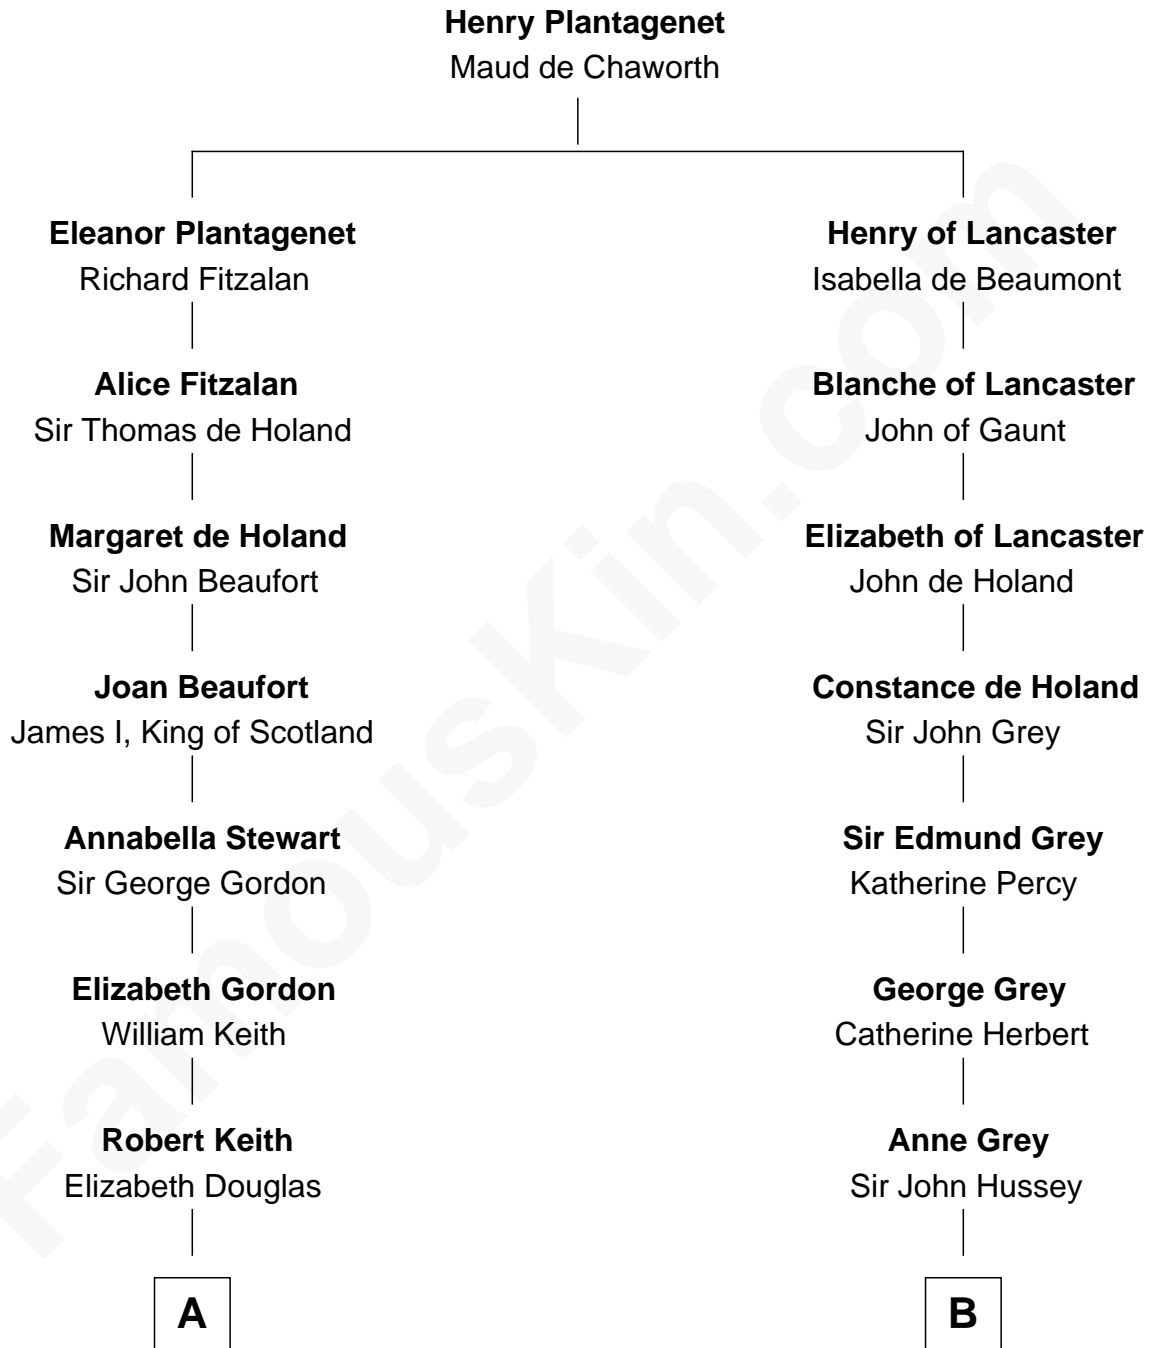 Henry Plantagenet
Maud de Chaworth
Eleanor Plantagenet
Richard Fitzalan
Alice Fitzalan
Sir Thomas de Holand
Margaret de Holand
Sir John Beaufort
Joan Beaufort
James I, King of Scotland
Annabella Stewart
Sir George Gordon
Elizabeth Gordon
William Keith
Robert Keith
Elizabeth Douglas
A
Henry of Lancaster
Isabella de Beaumont
Blanche of Lancaster
John of Gaunt
Elizabeth of Lancaster
John de Holand
Constance de Holand
Sir John Grey
Sir Edmund Grey
Katherine Percy
George Grey
Catherine Herbert
Anne Grey
Sir John Hussey
B
FamousKin.com